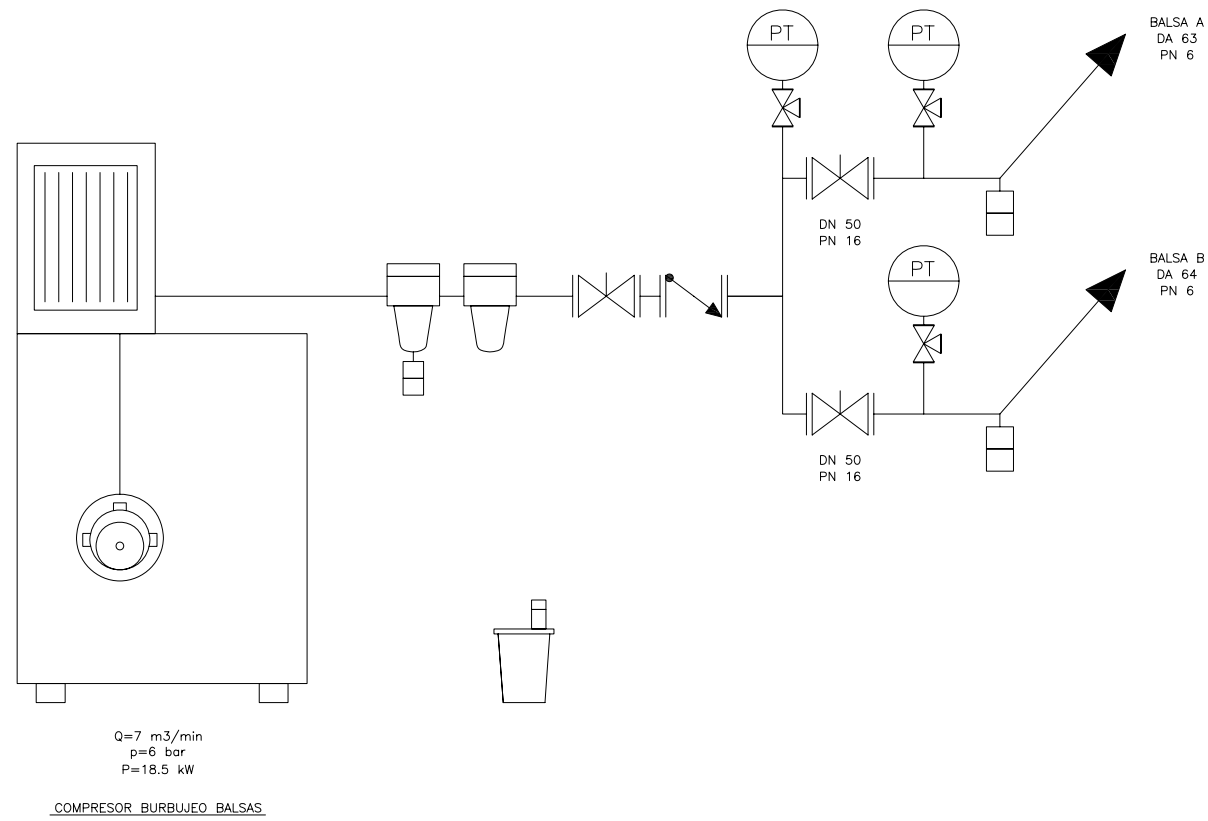 PT
PT
BALSA A
DA 63
PN 6
DN 50
PN 16
PT
BALSA B
DA 64
PN 6
DN 50
PN 16
Q=7 m3/min
p=6 bar
P=18.5 kW
COMPRESOR BURBUJEO BALSAS